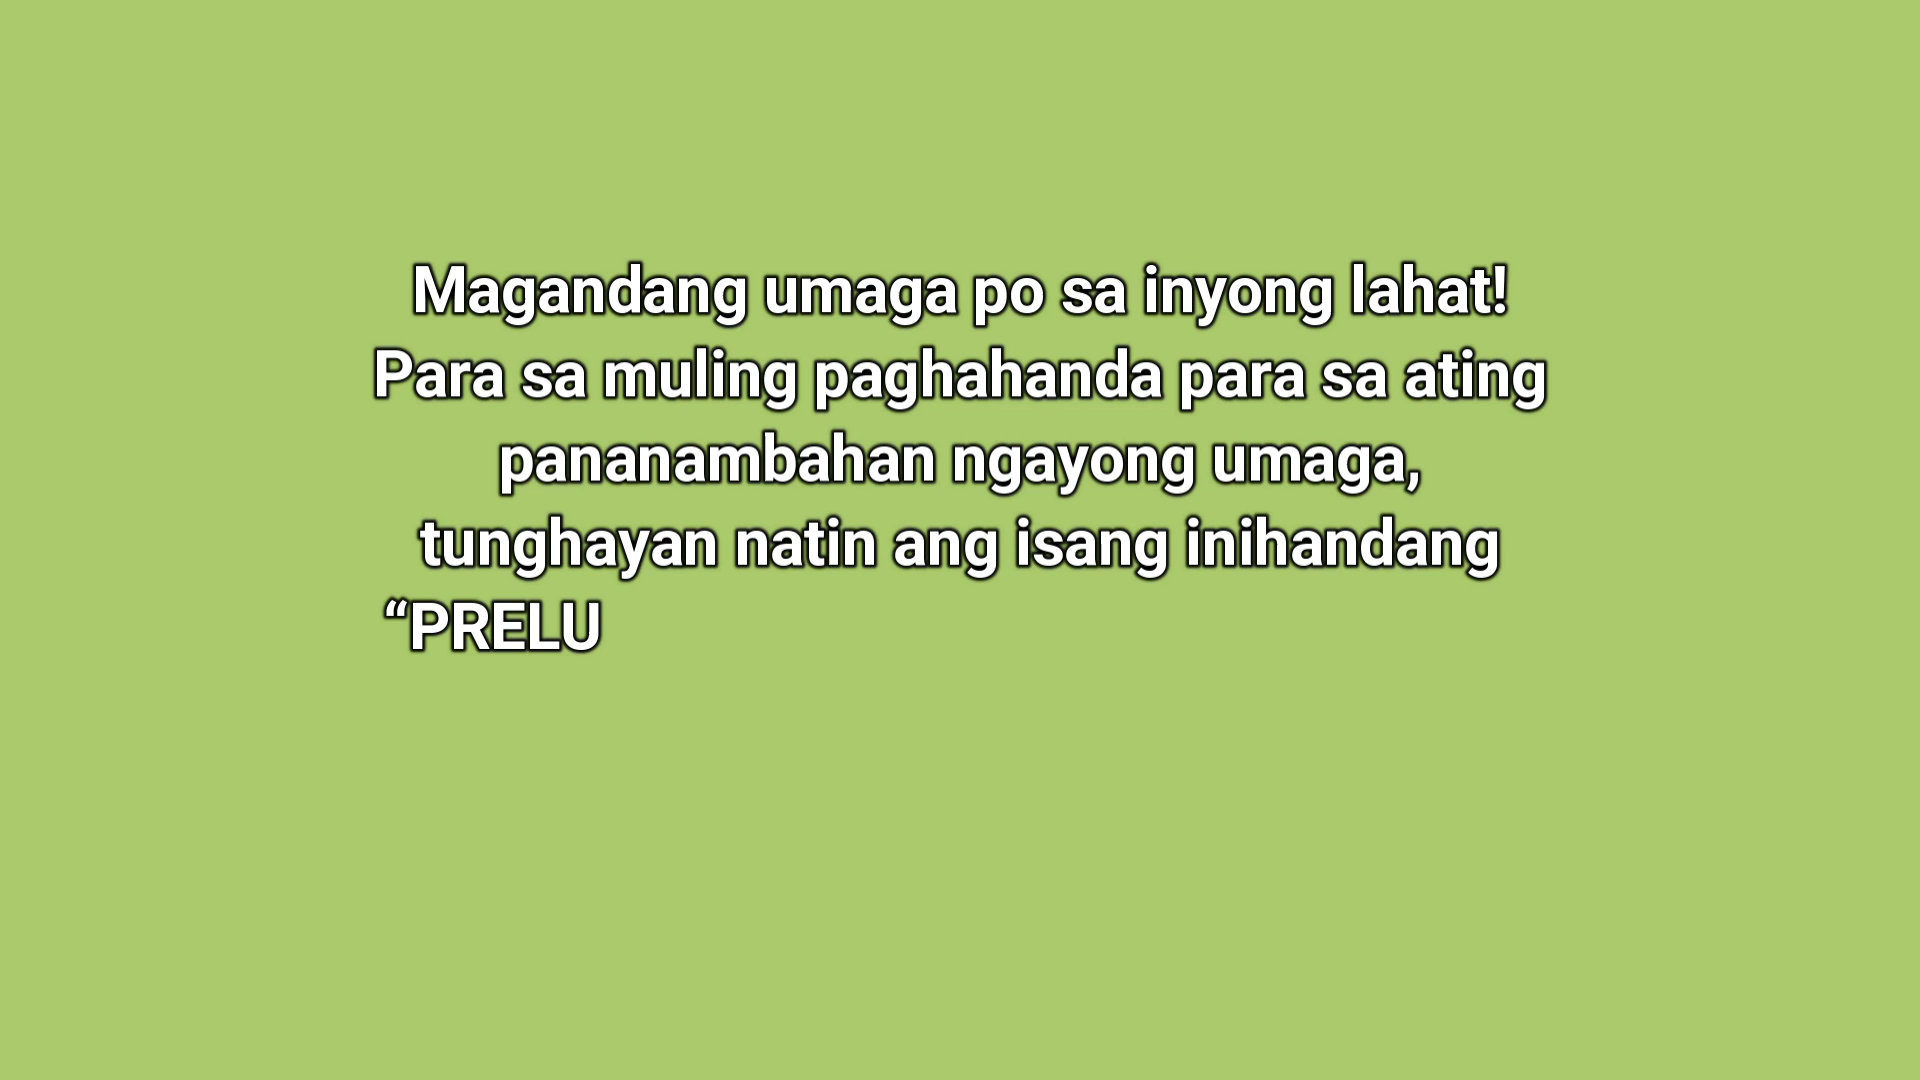 Magandang umaga po sa inyong lahat!
Para sa muling paghahanda para sa ating
pananambahan ngayong umaga,
tunghayan natin ang isang inihandang
“PRELU